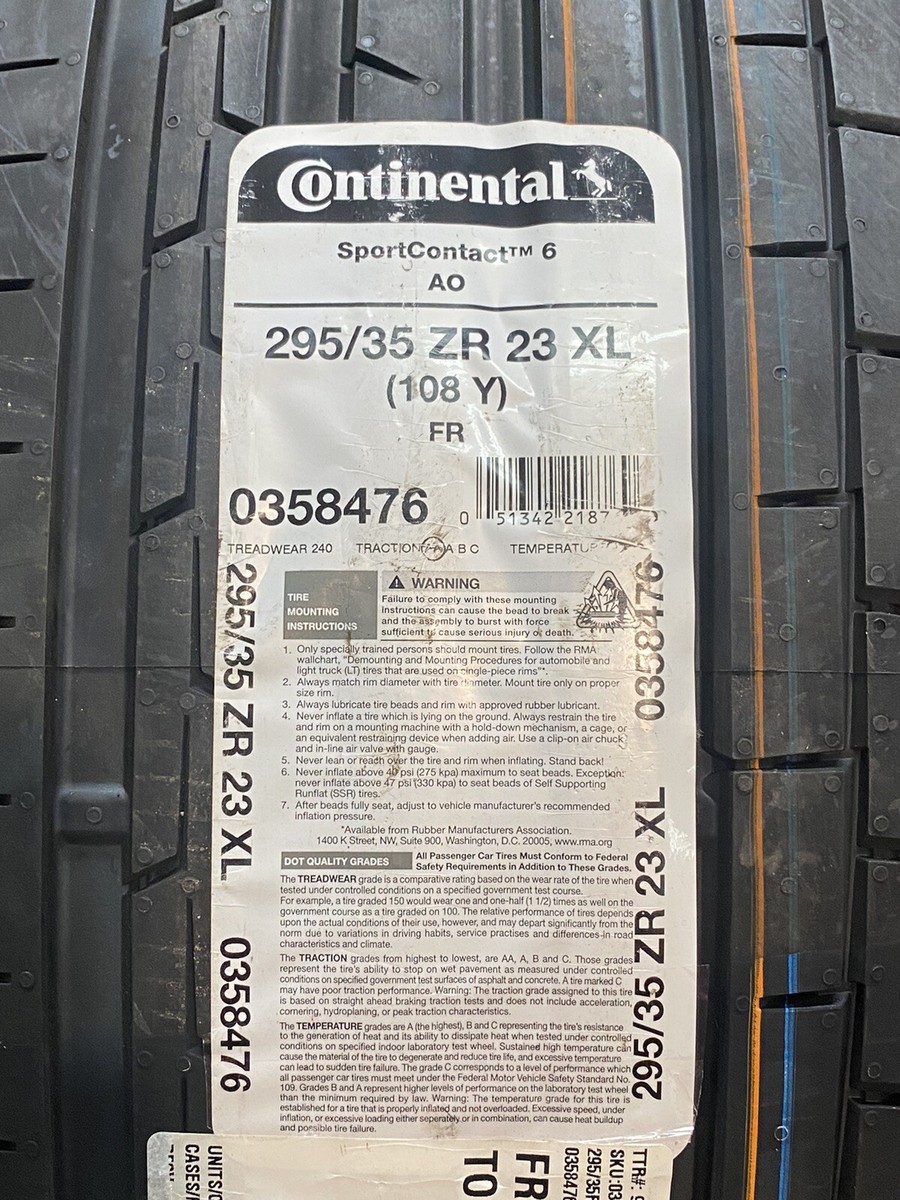 Continental
SportContact™ 6
AO
295/35 ZR 23 XL
(108 Y)
FR
0358476
0 51342 2187
TREADWEAR 240 TRACTION AA A B C
295/35 ZR 23 XL 0358476
295/35 ZR 23 XL 0358476
TIRE
MOUNTING
INSTRUCTIONS
WARNING
Failure to comply with these mounting
Instructions can cause the bead to break
and the assembly to burst with force
sufficient to cause serious injury or death.
1. Only specially trained persons should mount tires. Follow the RMA
wallchart, "Demounting and Mounting Procedures for automobile and
light truck (LT) tires that are used on single-piece rims"*.
2. Always match rim diameter with tire diameter. Mount tire only on proper
size rim.
3. Always lubricate tire beads and rim with approved rubber lubricant.
4. Never inflate a tire which is lying on the ground. Always restrain the tire
and rim on a mounting machine with a hold-down mechanism, a cage, or
an equivalent restraining device when adding air. Use a clip-on air chuck
and in-line air valve with gauge.
5. Never lean or reach over the tire and rim when inflating. Stand back!
6. Never inflate above 40 psi (275 kpa) maximum to seat beads. Exception:
never inflate above 47 psi (330 kpa) to seat beads of Self Supporting
Runflat (SSR) tires.
7. After beads fully seat, adjust to vehicle manufacturer's recommended
inflation pressure.
*Available from Rubber Manufacturers Association.
1400 K Street, NW, Suite 900, Washington, D.C. 20005, www.rma.org
DOT QUALITY GRADES
All Passenger Car Tires Must Conform to Federal
Safety Requirements in Addition to These Grades.
The TREADWEAR grade is a comparative rating based on the wear rate of the tire when
tested under controlled conditions on a specified government test course.
For example, a tire graded 150 would wear one and one-half (1 1/2) times as well on the
government course as a tire graded on 100. The relative performance of tires depends
upon the actual conditions of their use, however, and may depart significantly from the
norm due to variations in driving habits, service practises and differences in road
characteristics and climate.
The TRACTION grades from highest to lowest, are AA, A, B and C. Those grades
represent the tire's ability to stop on wet pavement as measured under controlled
conditions on specified government test surfaces of asphalt and concrete. A tire marked C
may have poor traction performance. Warning: The traction grade assigned to this tire
is based on straight ahead braking traction tests and does not include acceleration,
cornering, hydroplaning, or peak traction characteristics.
The TEMPERATURE grades are A (the highest), B and C representing the tire's resistance
to the generation of heat and its ability to dissipate heat when tested under controlled
conditions on specified indoor laboratory test wheel. Sustained high temperature can
cause the material of the tire to degenerate and reduce tire life, and excessive temperature
can lead to sudden tire failure. The grade C corresponds to a level of performance which
all passenger car tires must meet under the Federal Motor Vehicle Safety Standard No.
109. Grades B and A represent higher levels of performance on the laboratory test wheel
than the minimum required by law. Warning: The temperature grade for this tire is
established for a tire that is properly inflated and not overloaded. Excessive speed, under
inflation, or excessive loading either seperately or in combination, can cause heat buildup
and possible tire failure.
TTR#:
SKU:03
295/35
035847
FR
TO
UNITS/
CASES/